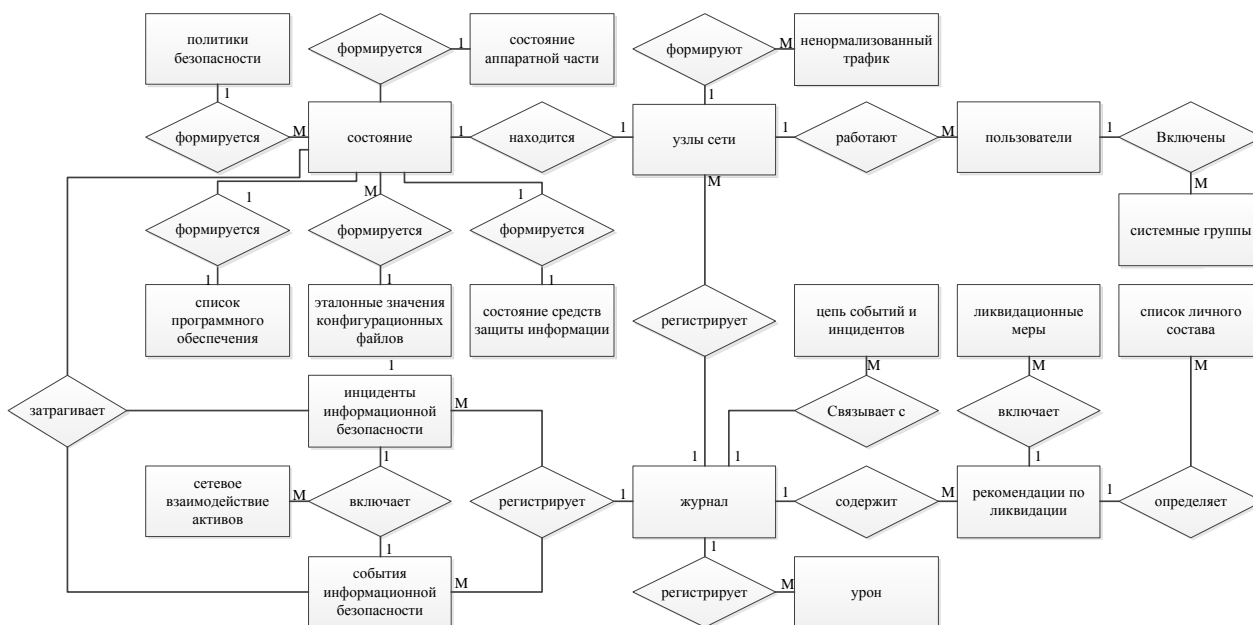 политики
безопасности
формируется
1
состояние
аппаратной части
формируют
М
ненормализованный
трафик
1
1
формируется
М
состояние
1
находится
1
узлы сети
1
работают
М
пользователи
1
Включены
М
М
системные группы
1
М
1
формируется
формируется
формируется
1
1
1
список
программного
обеспечения
эталонные значения
конфигурационных
файлов
состояние средств
защиты информации
регистрирует
цепь событий и
инцидентов
ликвидационные
меры
список личного
состава
1
М
М
М
затрагивает
инциденты
информационной
безопасности
М
Связывает с
включает
1
1
1
1
сетевое
взаимодействие
активов
М
включает
регистрирует
1
журнал
1
содержит
М
рекомендации по
ликвидации
1
определяет
1
1
события
информационной
безопасности
М
регистрирует
М
урон